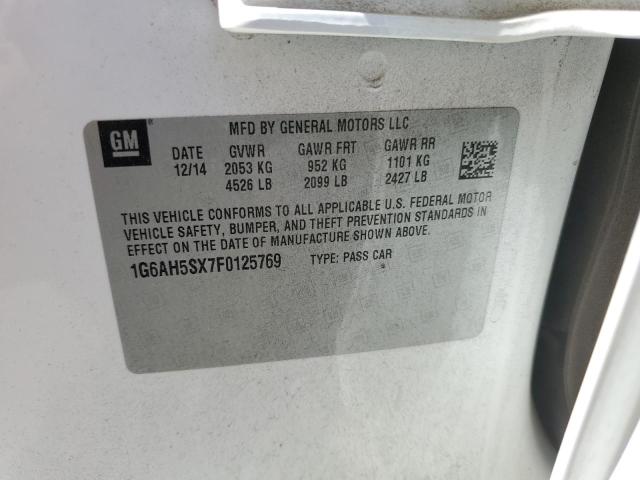 GM
MFD BY GENERAL MOTORS LLC
DATE GVWR GAWR FRT GAWR RR
12/14 2053 KG 952 KG 1101 KG
4526 LB 2099 LB 2427 LB
THIS VEHICLE CONFORMS TO ALL APPLICABLE U.S. FEDERAL MOTOR
VEHICLE SAFETY, BUMPER, AND THEFT PREVENTION STANDARDS IN
EFFECT ON THE DATE OF MANUFACTURE SHOWN ABOVE.
1G6AH5SX7F0125769 TYPE: PASS CAR